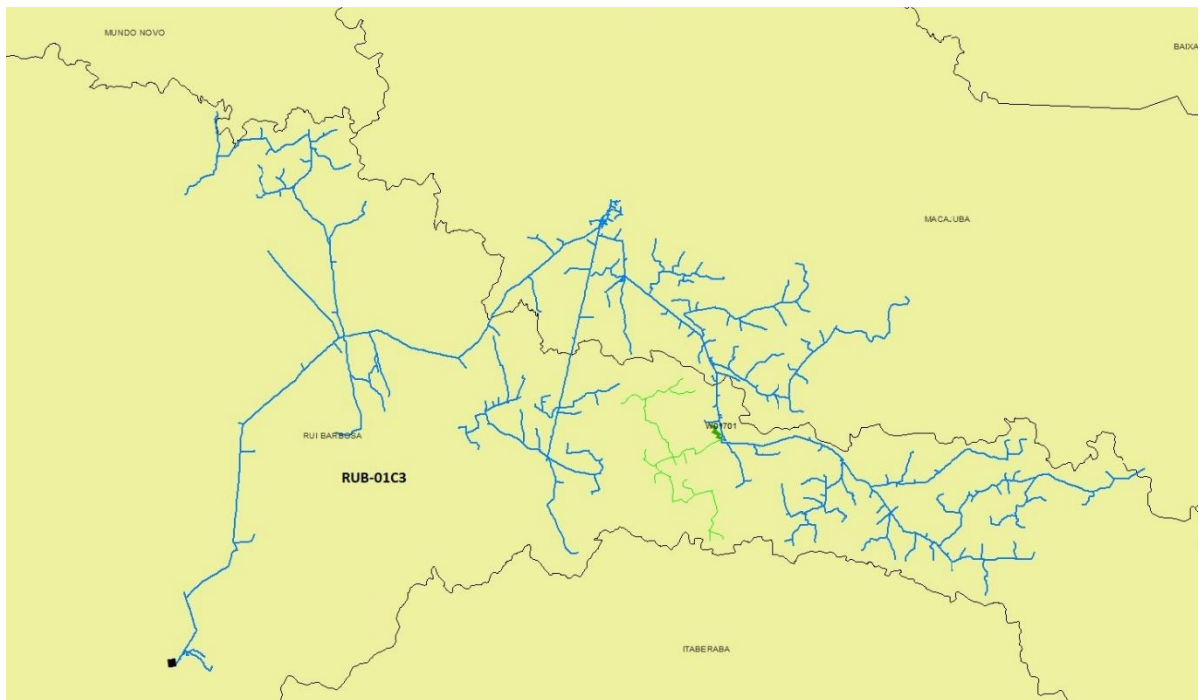 MUNDO NOVO
BAIXA
MACAJUBA
RUI BARBOSA
RUB-01C3
ITABERABA